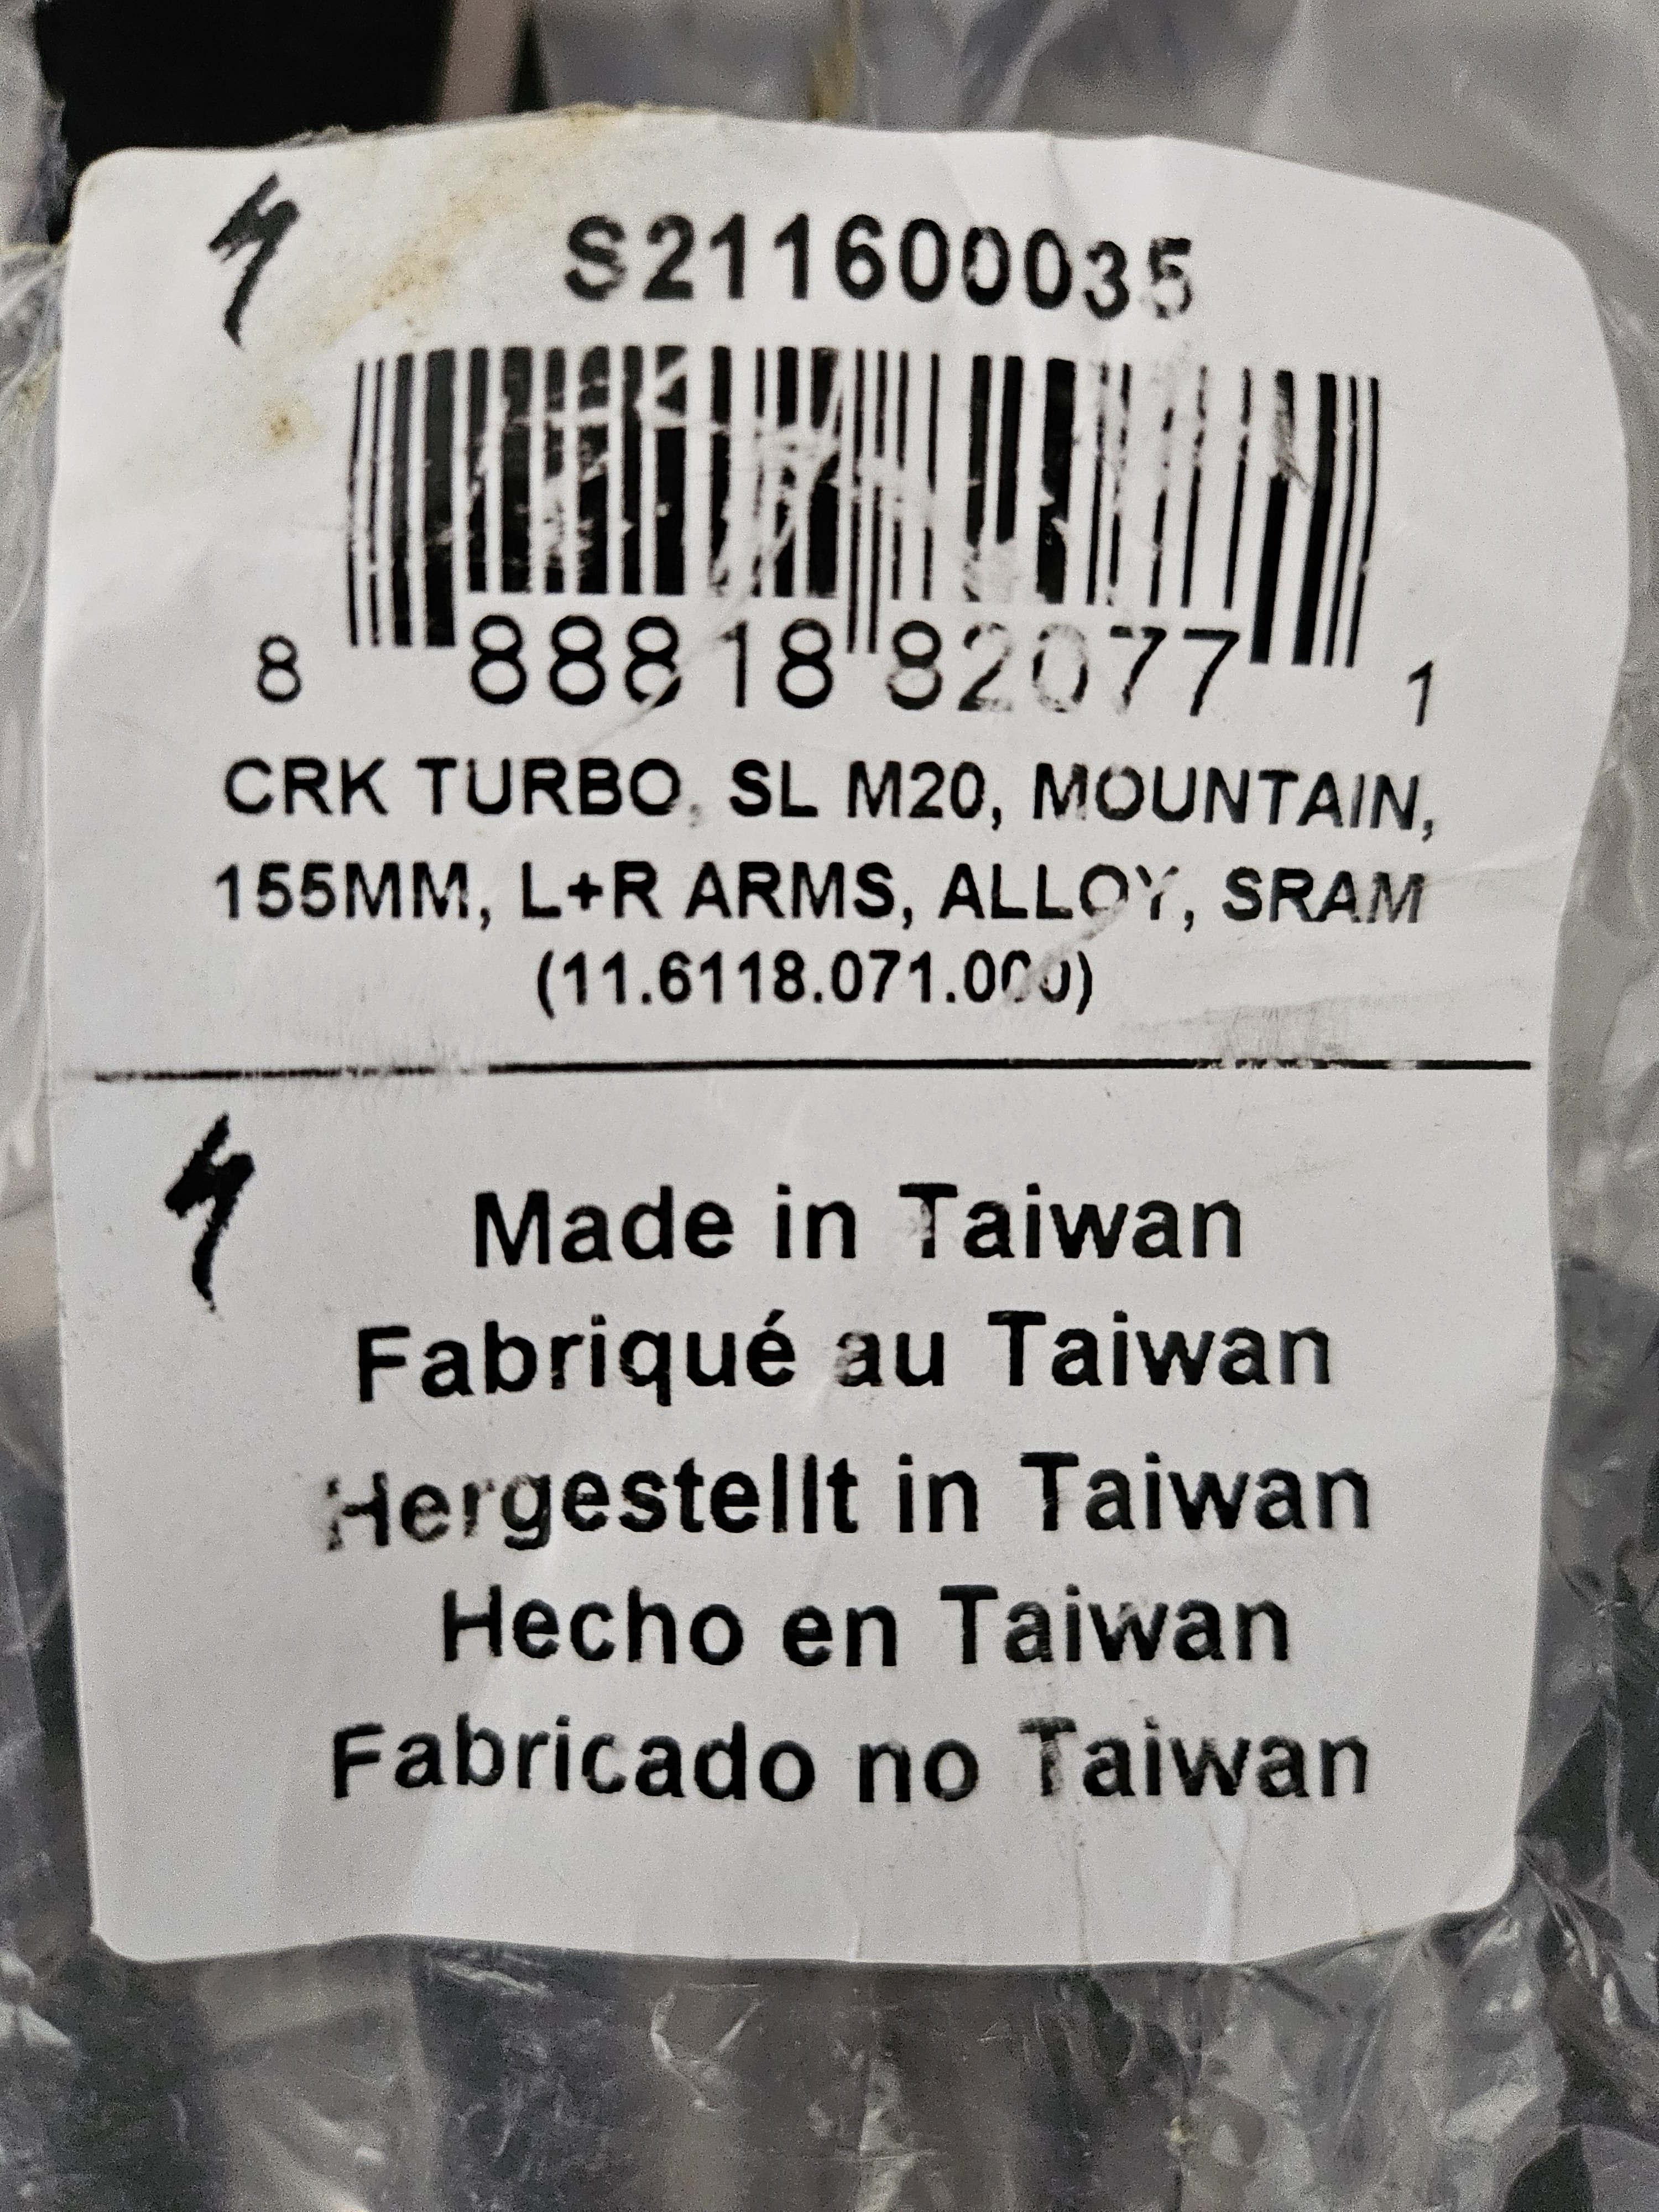 S211600035
8 88818 82077 1
CRK TURBO, SL M20, MOUNTAIN,
155MM, L+R ARMS, ALLOY, SRAM
(11.6118.071.000)
Made in Taiwan
Fabriqué au Taiwan
Hergestellt in Taiwan
Hecho en Taiwan
Fabricado no Taiwan